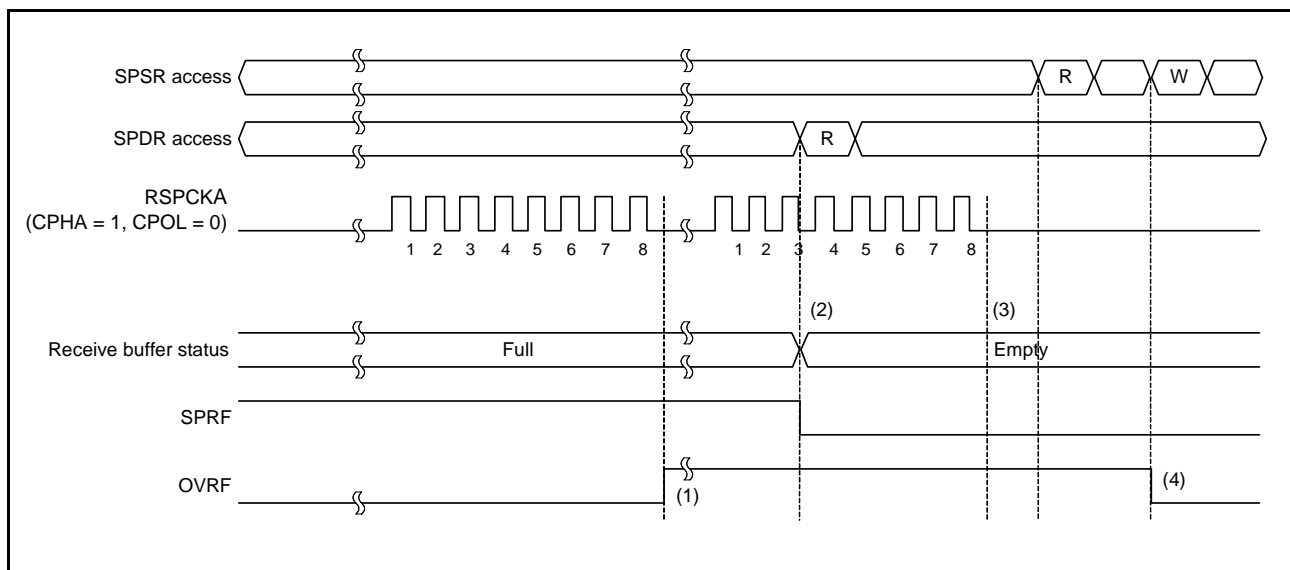 SPSR access
R
W
SPDR access
R
RSPCKA
(CPHA = 1, CPOL = 0)
1 2 3 4 5 6 7 8 1 2 3 4 5 6 7 8
(2) (3)
Receive buffer status
Full
Empty
SPRF
OVRF
(1)
(4)